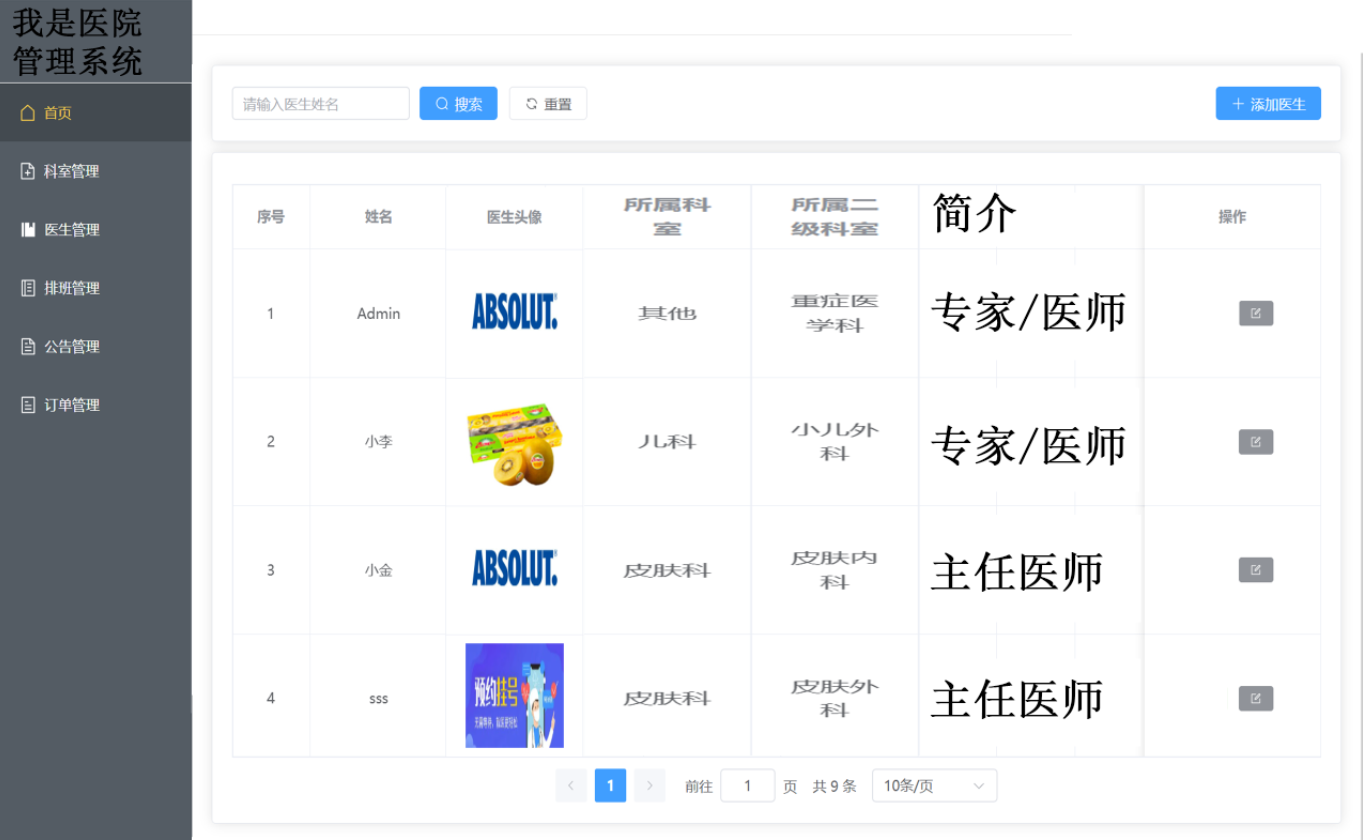 我是医院
管理系统
首页
科室管理
医生管理
排班管理
公告管理
订单管理
请输入医生姓名
搜索
重置
添加医生
序号
姓名
医生头像
所属科
室
所属二
级科室
简介
操作
1
Admin
ABSOLUT.
其他
重症医
学科
专家/医师
2
小李
儿科
小儿外
科
专家/医师
3
小金
ABSOLUT.
皮肤科
皮肤内
科
主任医师
4
sss
预约挂号
皮肤科
皮肤外
科
主任医师
1
前往
1
页
共 9 条
10条/页